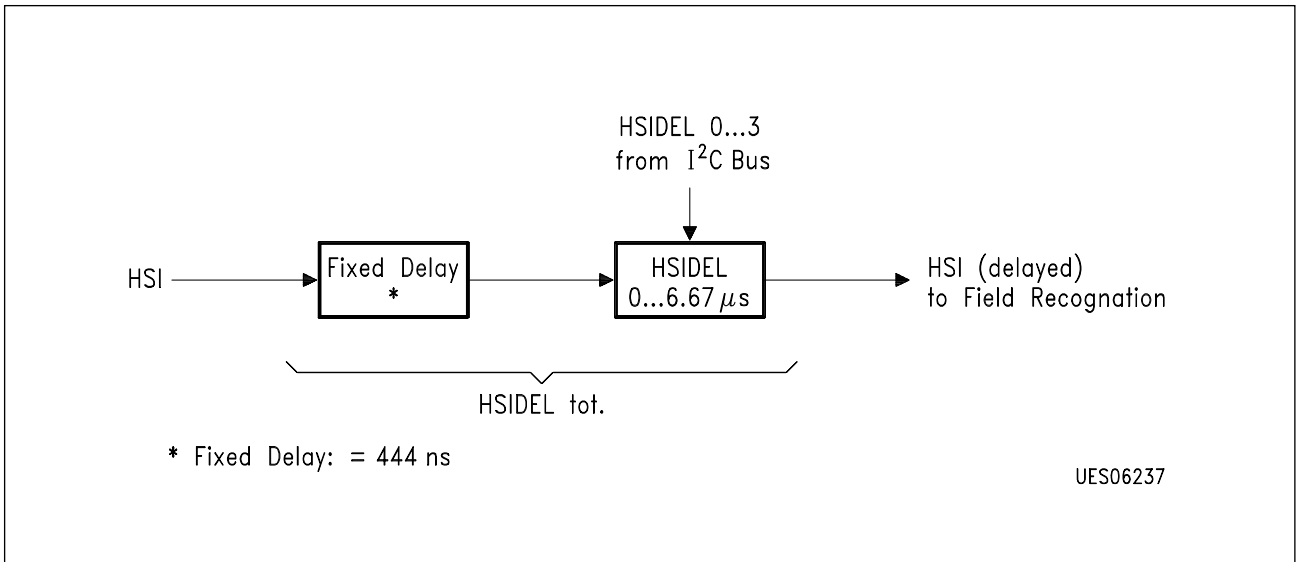 HSIDEL 0...3
from I²C Bus
HSI
Fixed Delay
*
HSIDEL
0...6.67 μs
HSI (delayed)
to Field Recognation
HSIDEL tot.
* Fixed Delay: = 444 ns
UES06237